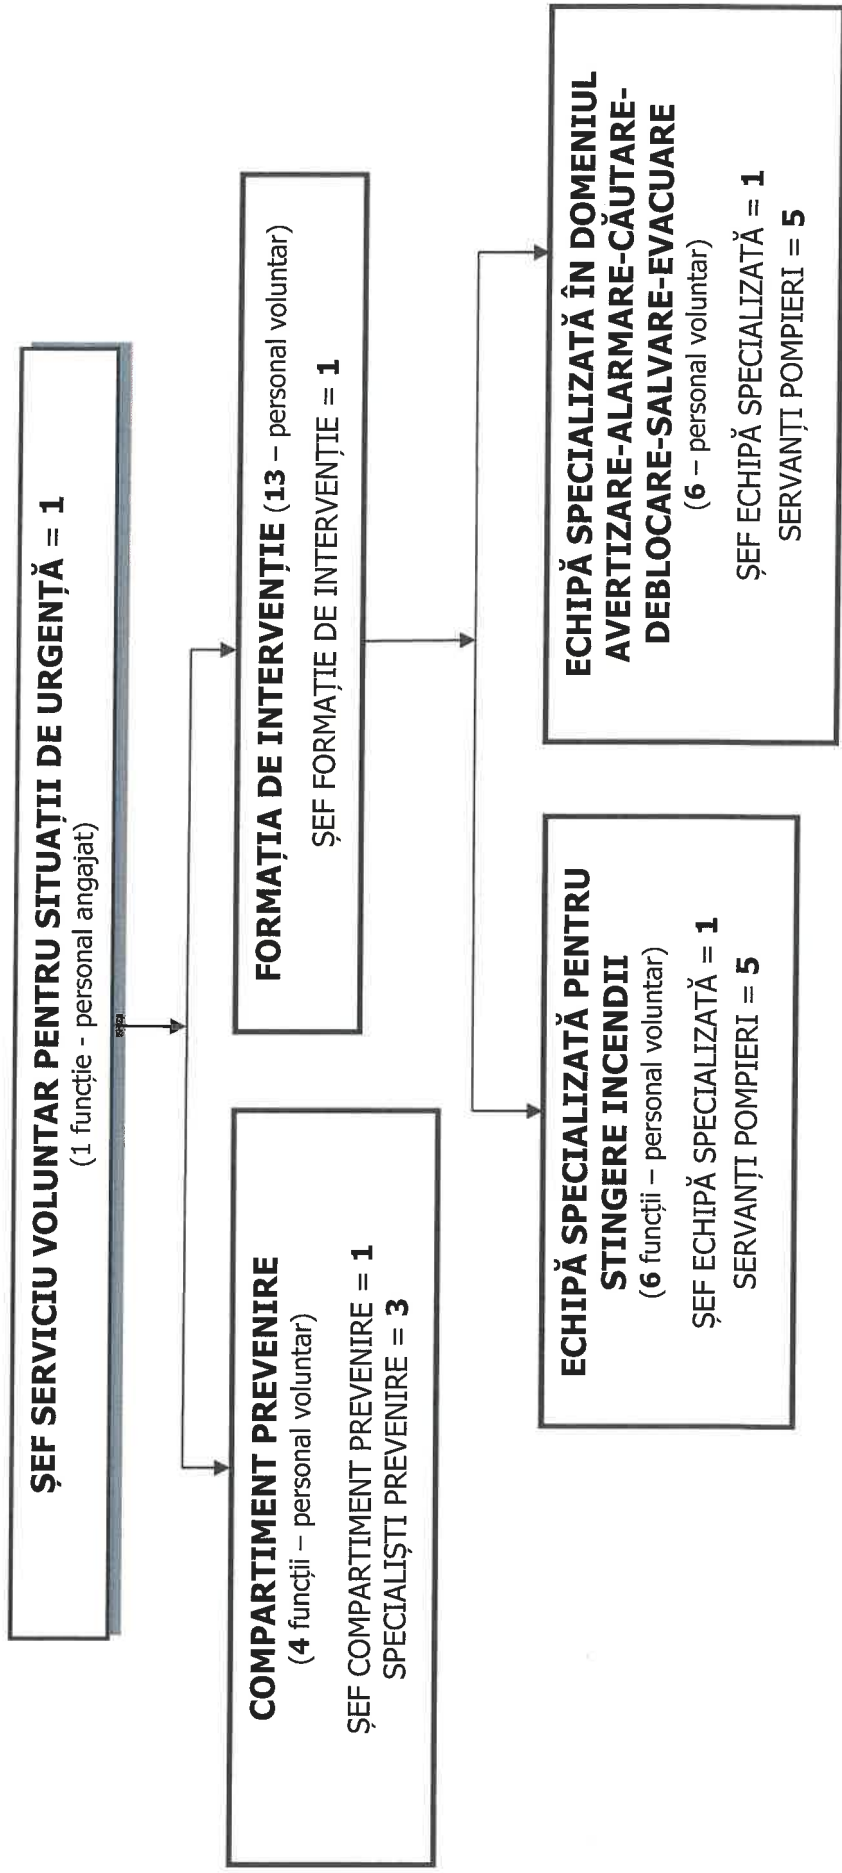 ȘEF SERVICIU VOLUNTAR PENTRU SITUAȚII DE URGENȚĂ = 1
(1 funcție - personal angajat)
COMPARTIMENT PREVENIRE
(4 funcții – personal voluntar)
ȘEF COMPARTIMENT PREVENIRE = 1
SPECIALIȘTI PREVENIRE = 3
FORMAȚIA DE INTERVENȚIE (13 – personal voluntar)
ȘEF FORMAȚIE DE INTERVENȚIE = 1
ECHIPĂ SPECIALIZATĂ PENTRU
STINGERE INCENDII
(6 funcții – personal voluntar)
ȘEF ECHIPĂ SPECIALIZATĂ = 1
SERVANȚI POMPIERI = 5
ECHIPĂ SPECIALIZATĂ ÎN DOMENIUL
AVERTIZARE-ALARMARE-CĂUTARE-
DEBLOCARE-SALVARE-EVACUARE
(6 – personal voluntar)
ȘEF ECHIPĂ SPECIALIZATĂ = 1
SERVANȚI POMPIERI = 5